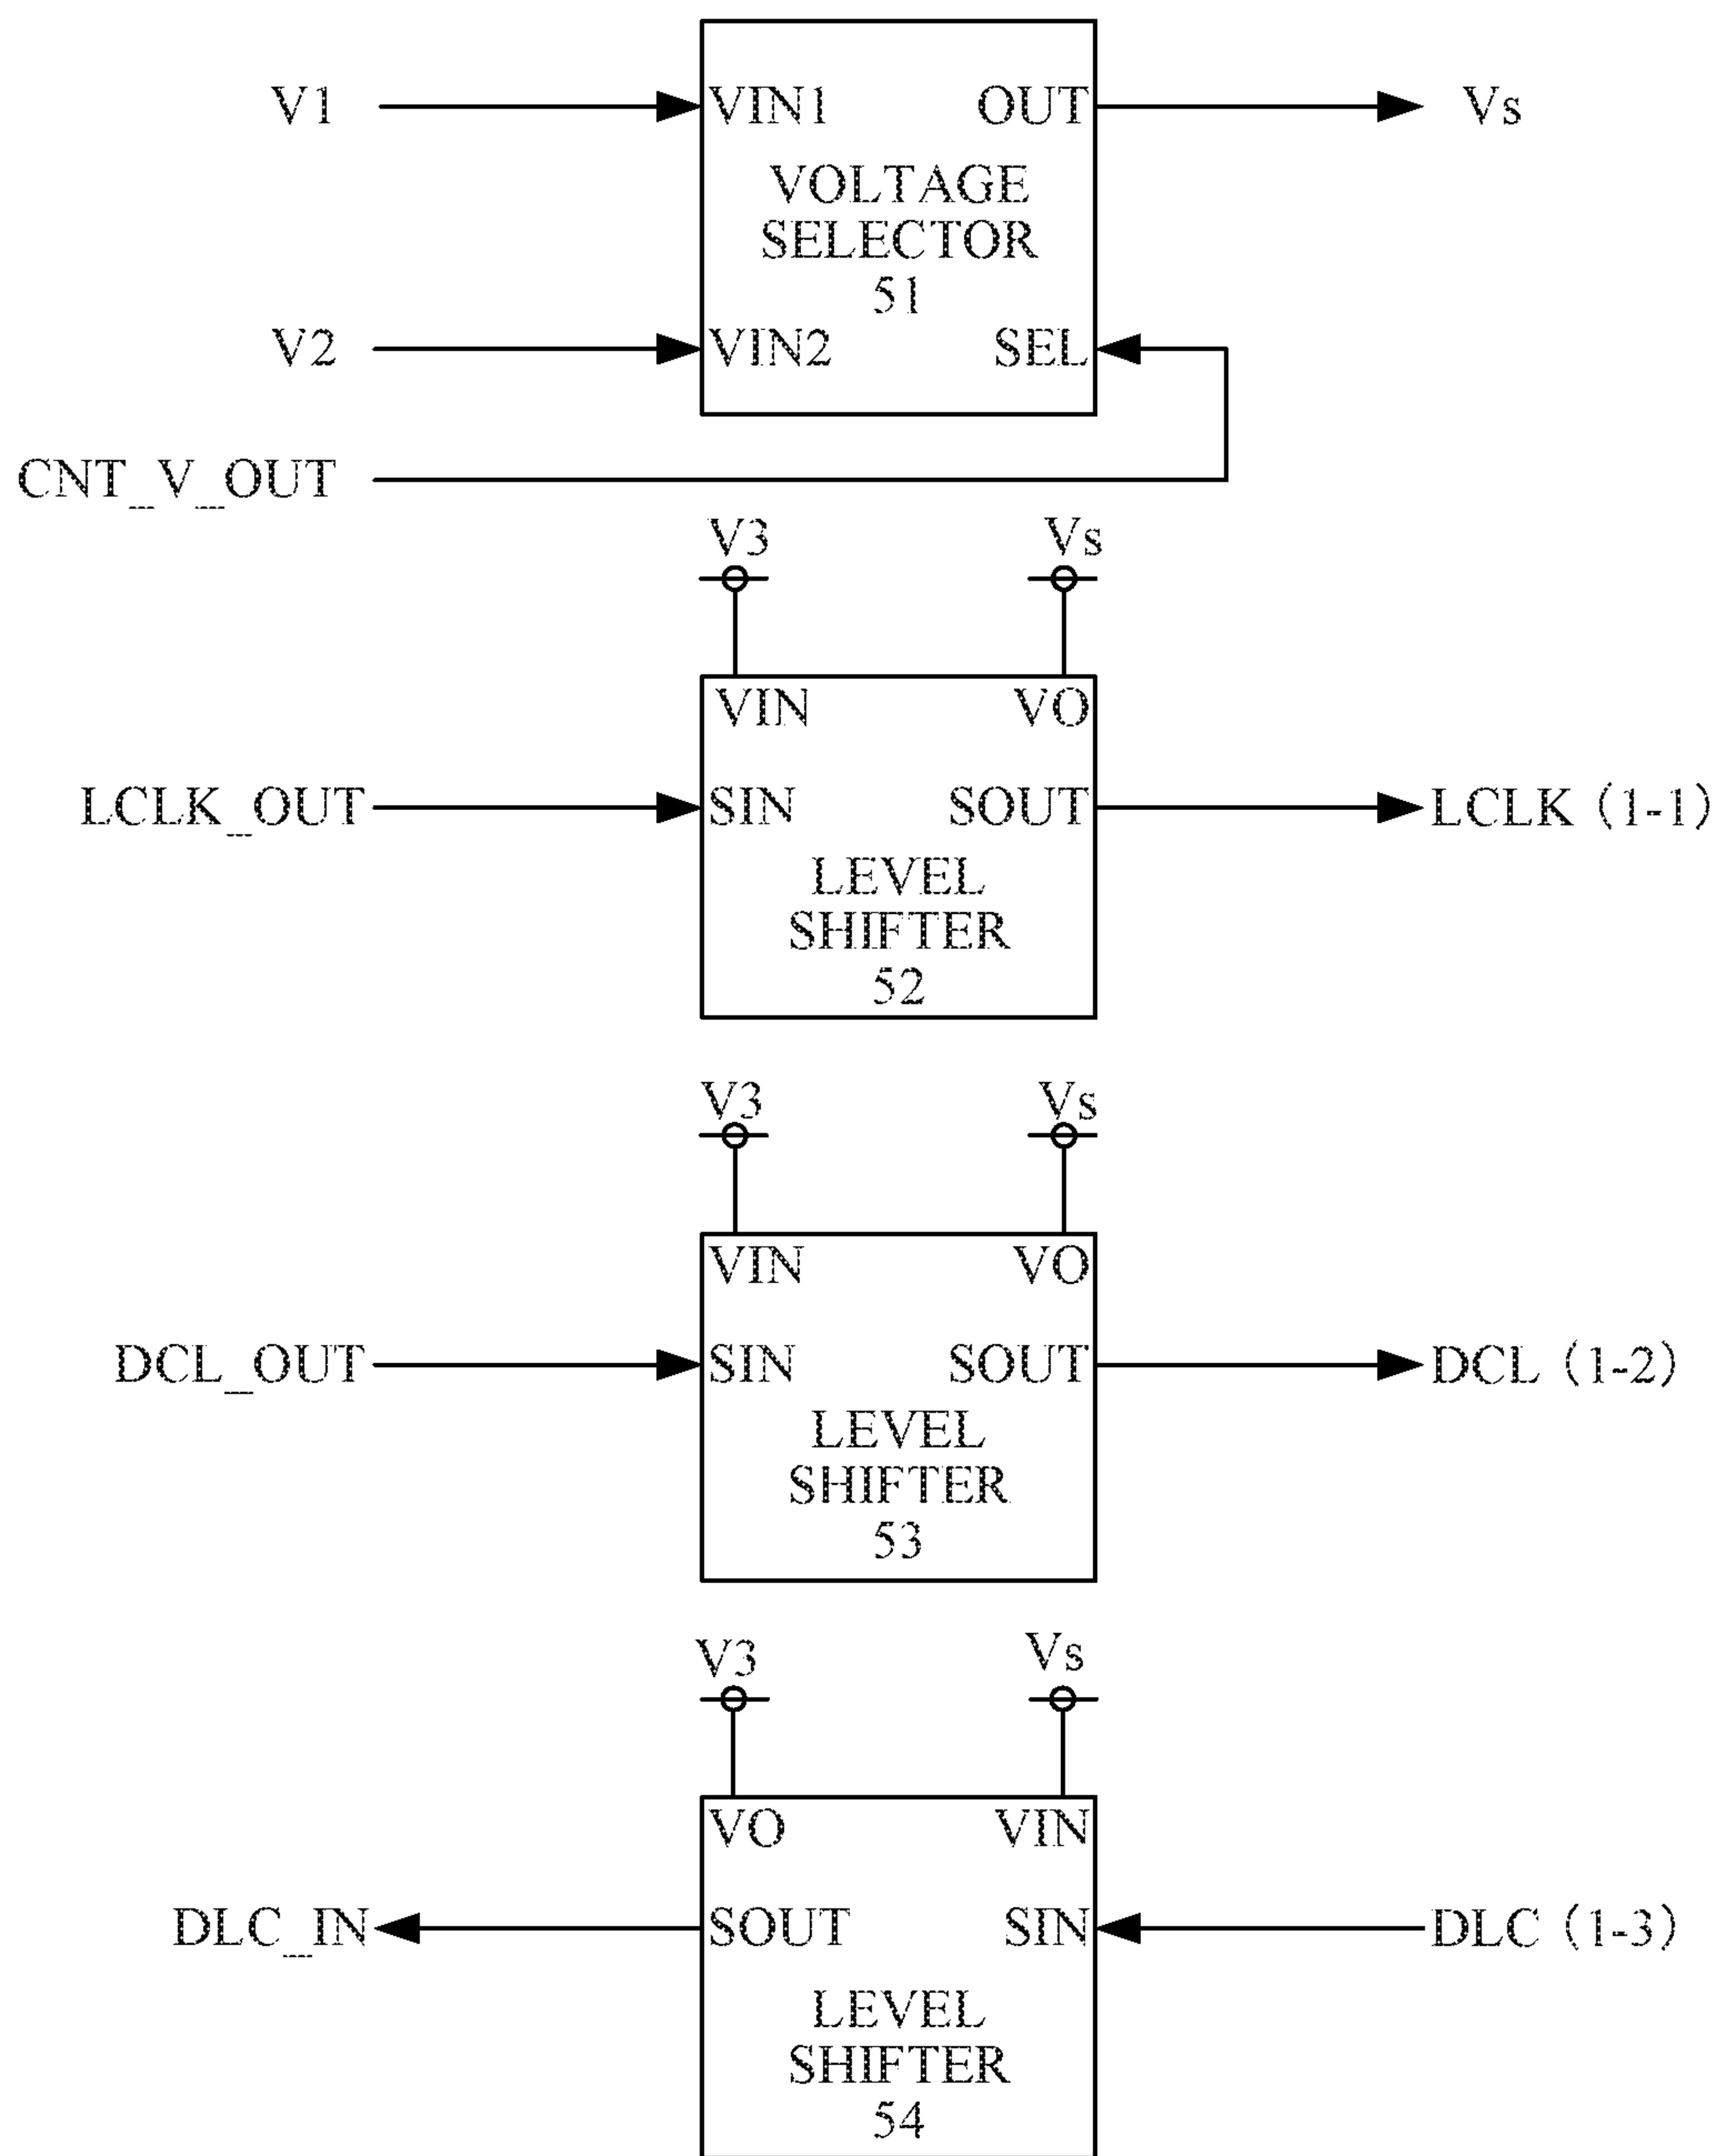 V1
VIN1
OUT
Vs
VOLTAGE
SELECTOR
51
V2
VIN2
SEL
CNT_V_OUT
V3
Vs
VIN
VO
LCLK_OUT
SIN
SOUT
LCLK (1-1)
LEVEL
SHIFTER
52
V3
Vs
VIN
VO
DCL_OUT
SIN
SOUT
DCL (1-2)
LEVEL
SHIFTER
53
V3
Vs
VO
VIN
DLC_IN
SOUT
SIN
DLC (1-3)
LEVEL
SHIFTER
54